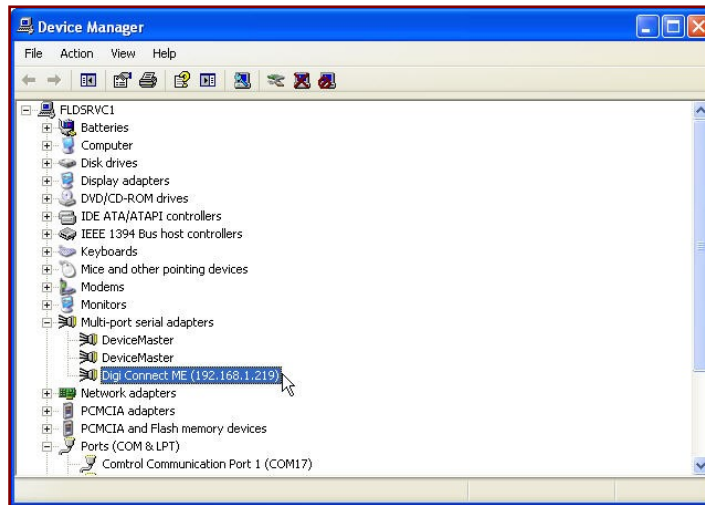 Device Manager
File Action View Help
FLDSRVC1
Batteries
Computer
Disk drives
Display adapters
DVD/CD-ROM drives
IDE ATA/ATAPI controllers
IEEE 1394 Bus host controllers
Keyboards
Mice and other pointing devices
Modems
Monitors
Multi-port serial adapters
DeviceMaster
DeviceMaster
Digi Connect ME (192.168.1.219)
Network adapters
PCMCIA adapters
PCMCIA and Flash memory devices
Ports (COM & LPT)
Comtrol Communication Port 1 (COM17)